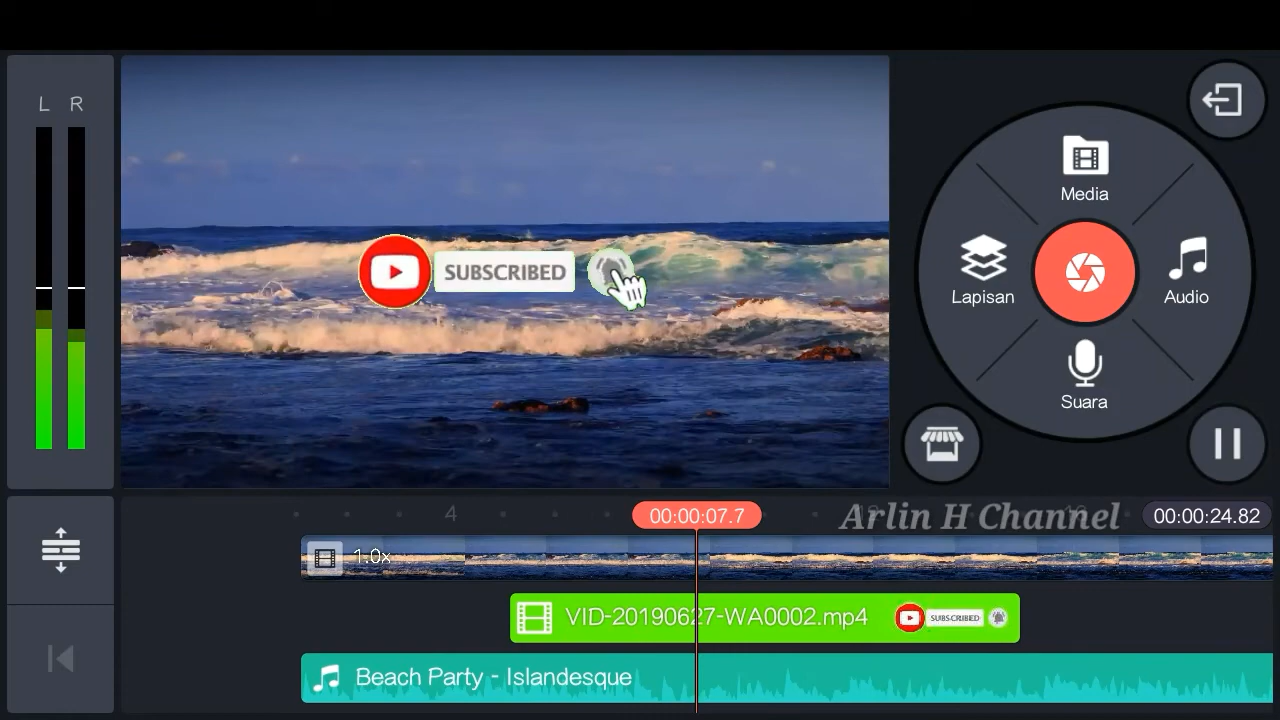 L R
Media
Lapisan
Audio
Suara
SUBSCRIBED
4
00:00:07.7
Arlin H Channel
00:00:24.82
1.0x
VID-20190627-WA0002.mp4
SUBSCRIBED
Beach Party - Islandesque